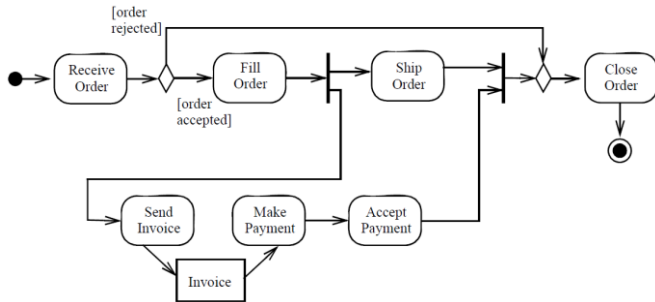 [order
rejected]
Receive
Order
Fill
Order
Ship
Order
Close
Order
[order
accepted]
Send
Invoice
Make
Payment
Accept
Payment
Invoice